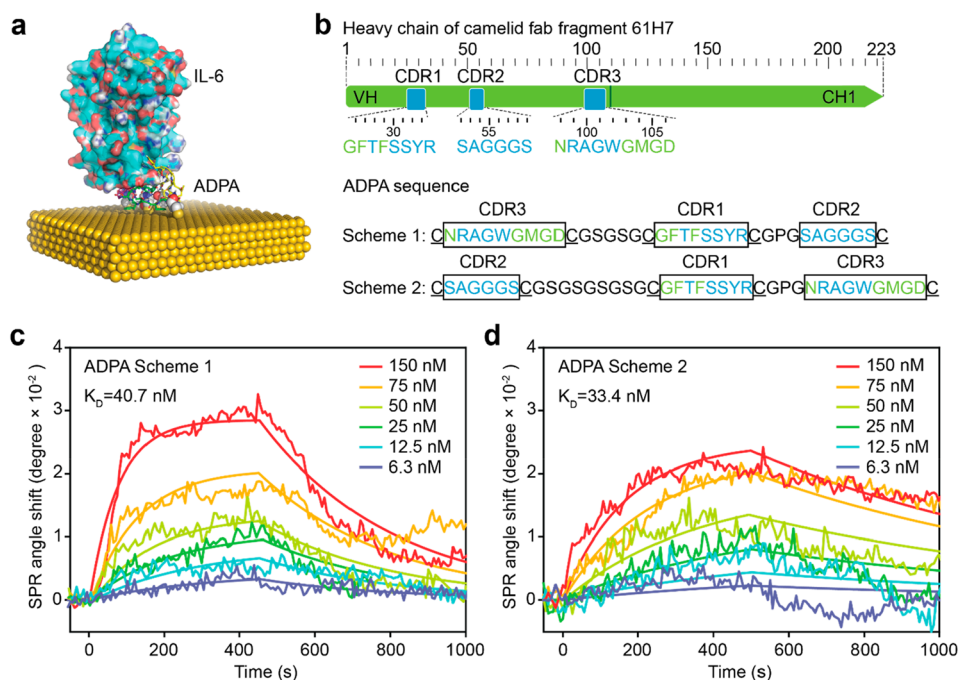 a
IL-6
ADPA
b
Heavy chain of camelid fab fragment 61H7
1 50 100 150 200 223
CDR1 CDR2 CDR3
VH CH1
30 55 100 105
GFTFSSYR SAGGGS NRAGWGMGD
ADPA sequence
CDR3 CDR1 CDR2
Scheme 1: CNRAGWGMGDCGSGSGCGFTFSSYRCGPGSAGGGSC
CDR2 CDR1 CDR3
Scheme 2: CSAGGGSCGSGSGSGSGCGFTFSSYRCGPGNRAGWGMGDC
c
ADPA Scheme 1
K_D=40.7 nM
150 nM
75 nM
50 nM
25 nM
12.5 nM
6.3 nM
SPR angle shift (degree × 10⁻²)
4
3
2
1
0
0 200 400 600 800 1000
Time (s)
d
ADPA Scheme 2
K_D=33.4 nM
150 nM
75 nM
50 nM
25 nM
12.5 nM
6.3 nM
SPR angle shift (degree × 10⁻²)
4
3
2
1
0
0 200 400 600 800 1000
Time (s)